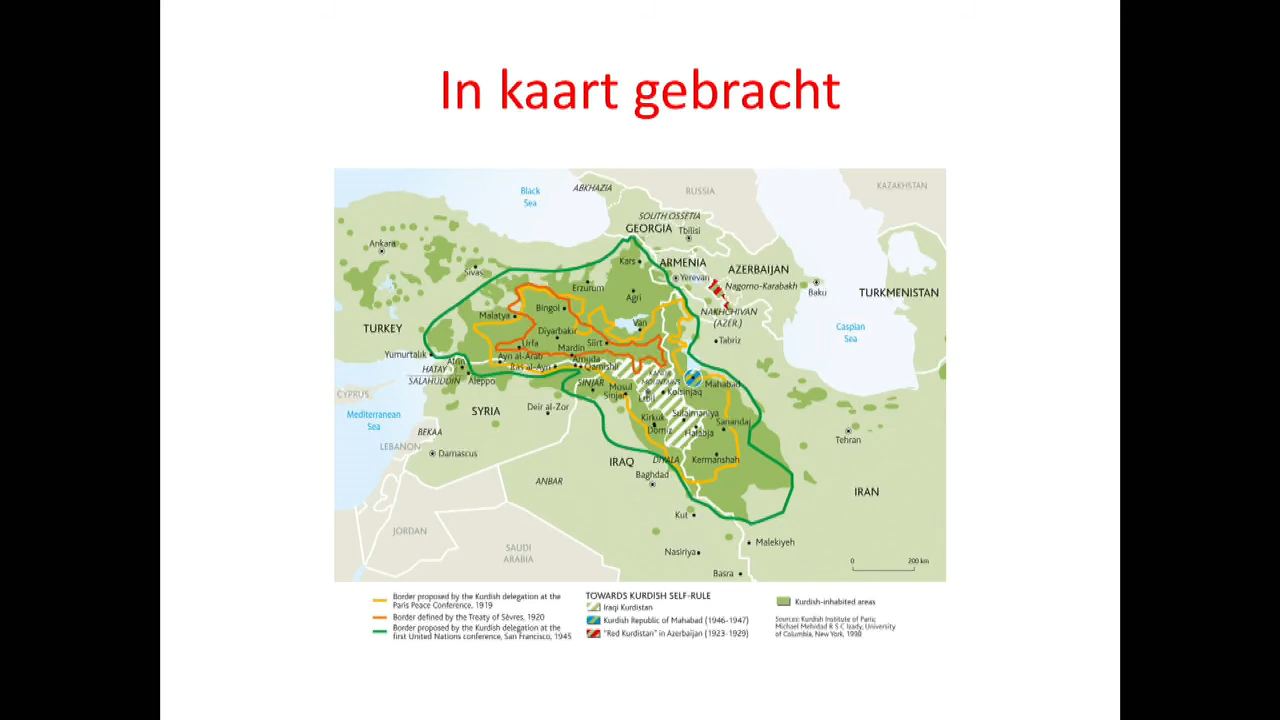 In kaart gebracht
ABKHAZIA
RUSSIA
KAZAKHSTAN
Black
Sea
SOUTH OSSETIA
GEORGIA
Tbilisi
Ankara
Sivas
Kars
ARMENIA
AZERBAIJAN
Yerevan
Nagorno-Karabakh
Baku
TURKMENISTAN
Erzurum
Agri
Bingol
NAKHCHIVAN
(AZER.)
Malatya
Van
TURKEY
Diyarbakır
Caspian
Sea
Urfa
Siirt
Mardin
Tabriz
Yumurtalık
Afrin
Ayn al-Arab
Amuda
Ras al-Ayn
Qamishli
HATAY
SALAHUDDIN
Aleppo
KANDIL
MOUNTAINS
Mahabad
SINJAR
Mosul
Sinjar
Erbil
Koisinjaq
CYPRUS
Mediterranean
Sea
SYRIA
Deir al-Zor
Kirkuk
Domiz
Sulaimaniya
Halabja
Sanandaj
BEKAA
LEBANON
Damascus
Tehran
IRAQ
DIYALA
Kermanshah
Baghdad
ANBAR
IRAN
Kut
JORDAN
SAUDI
ARABIA
Nasiriya
Malekiyeh
Basra
0 200 km
Border proposed by the Kurdish delegation at the
Paris Peace Conference, 1919
Border defined by the Treaty of Sèvres, 1920
Border proposed by the Kurdish delegation at the
first United Nations conference, San Francisco, 1945
TOWARDS KURDISH SELF-RULE
Iraqi Kurdistan
Kurdish Republic of Mahabad (1946-1947)
"Red Kurdistan" in Azerbaijan (1923-1929)
Kurdish-inhabited areas
Sources: Kurdish Institute of Paris;
Michael Mehrdad R S C Izady, University
of Columbia, New York, 1998